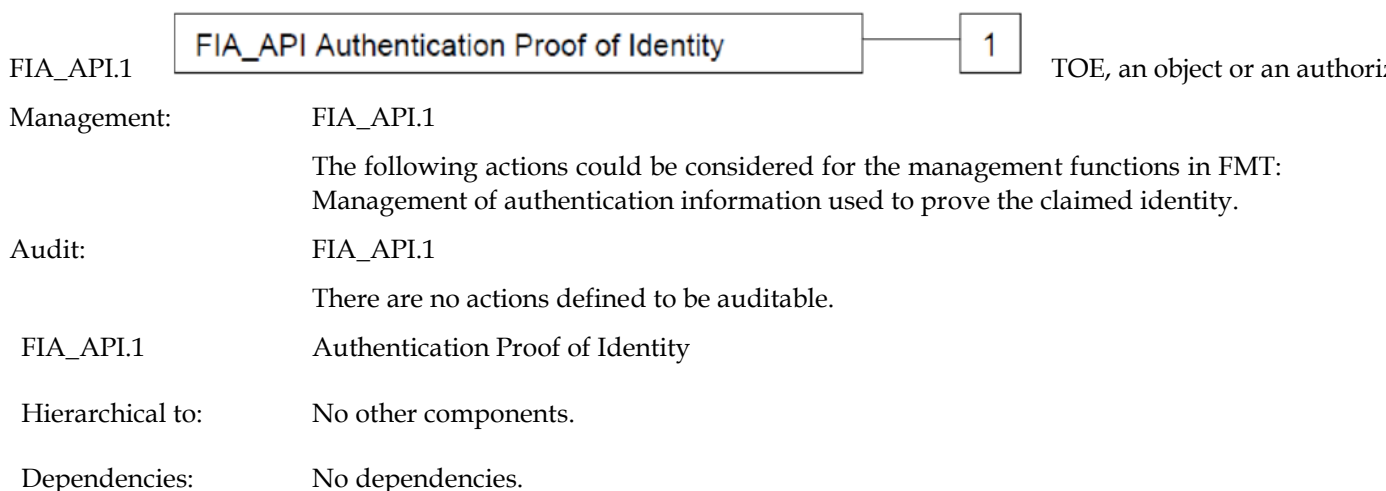 FIA_API Authentication Proof of Identity 1
FIA_API.1 TOE, an object or an
Management: FIA_API.1
The following actions could be considered for the management functions in FMT:
Management of authentication information used to prove the claimed identity.
Audit: FIA_API.1
There are no actions defined to be auditable.
FIA_API.1 Authentication Proof of Identity
Hierarchical to: No other components.
Dependencies: No dependencies.